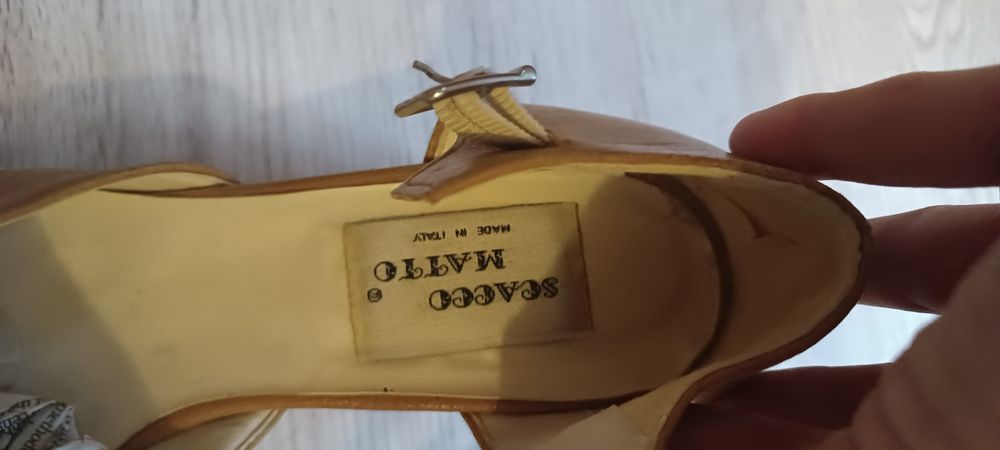 SCACCO
MATTO ®
MADE IN ITALY